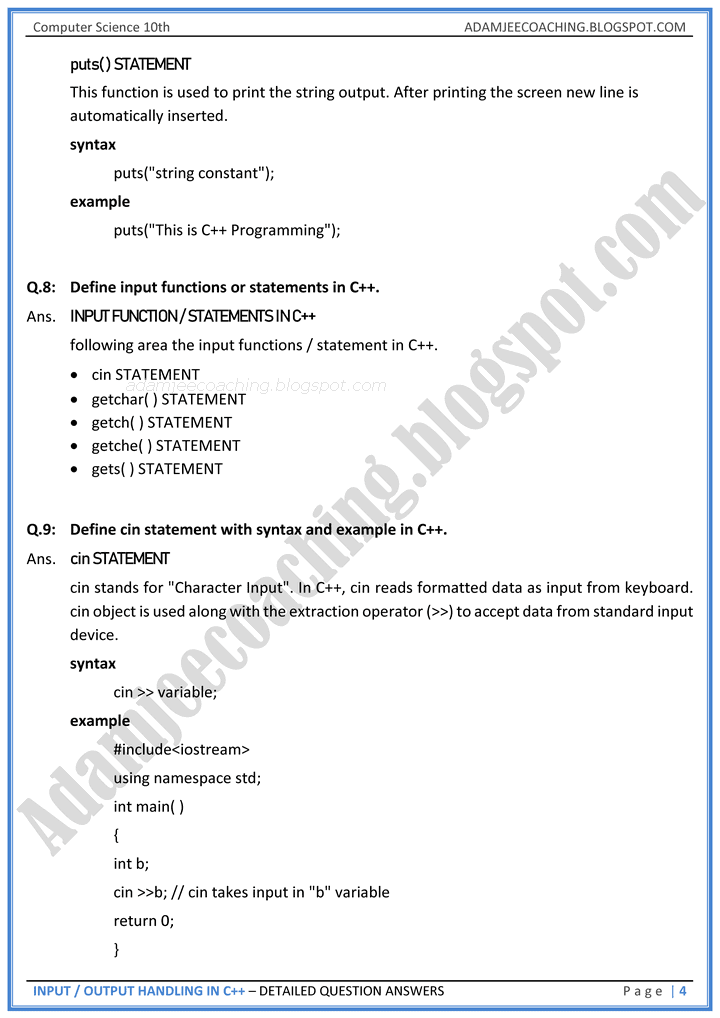 Computer Science 10th ADAMJEECOACHING.BLOGSPOT.COM
puts( ) STATEMENT
This function is used to print the string output. After printing the screen new line is
automatically inserted.
syntax
puts("string constant");
example
puts("This is C++ Programming");
Q.8: Define input functions or statements in C++.
Ans. INPUT FUNCTION / STATEMENTS IN C++
following area the input functions / statement in C++.
• cin STATEMENT
adamjeecoaching.blogspot.com
• getchar( ) STATEMENT
• getch( ) STATEMENT
• getche( ) STATEMENT
• gets( ) STATEMENT
Q.9: Define cin statement with syntax and example in C++.
Ans. cin STATEMENT
cin stands for "Character Input". In C++, cin reads formatted data as input from keyboard.
cin object is used along with the extraction operator (>>) to accept data from standard input
device.
syntax
cin >> variable;
example
#include<iostream>
using namespace std;
int main( )
{
int b;
cin >>b; // cin takes input in "b" variable
return 0;
}
Adamjeecoaching.blogspot.com
INPUT / OUTPUT HANDLING IN C++ – DETAILED QUESTION ANSWERS Page | 4